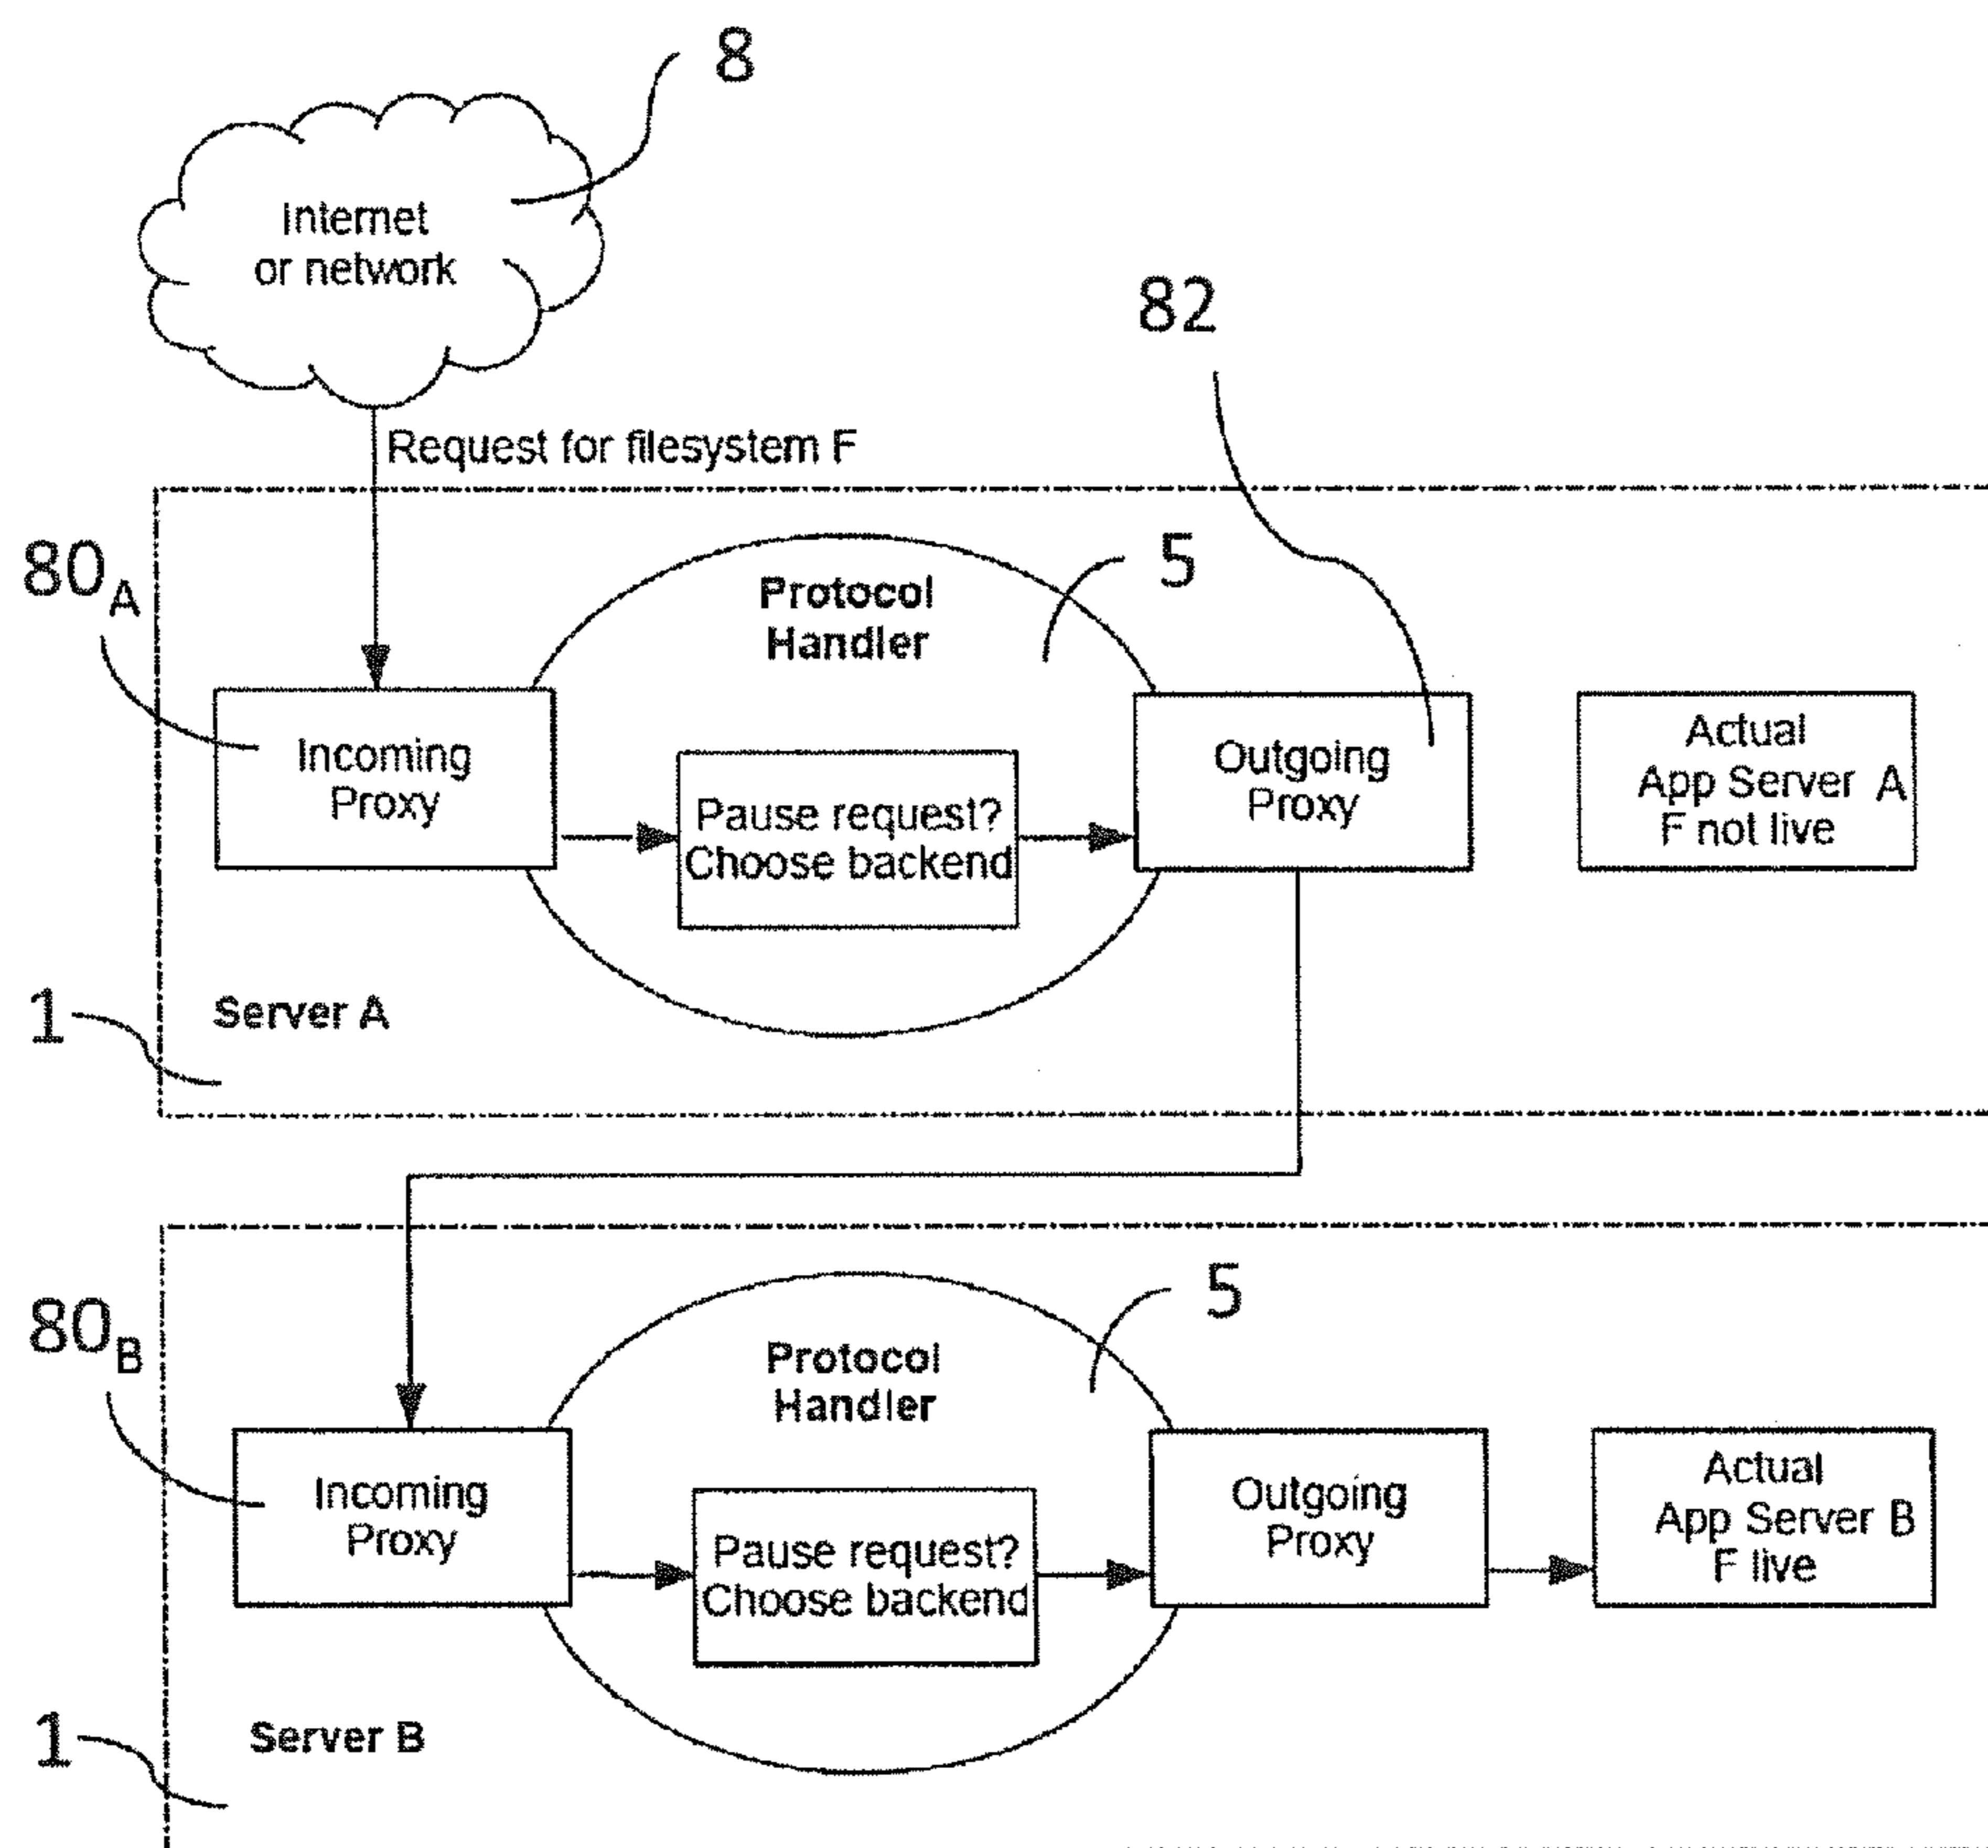 8
Internet
or network
82
Request for filesystem F
80A
Protocol
Handler
5
Incoming
Proxy
Pause request?
Choose backend
Outgoing
Proxy
Actual
App Server A
F not live
1
Server A
80B
Protocol
Handler
5
Incoming
Proxy
Pause request?
Choose backend
Outgoing
Proxy
Actual
App Server B
F live
1
Server B